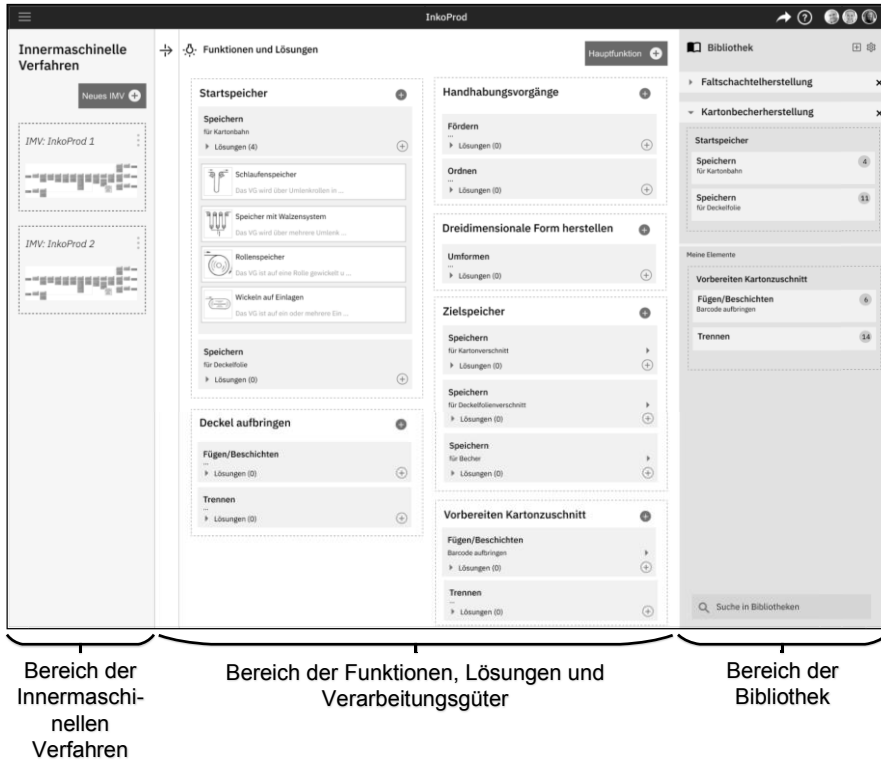 InkoProd
Innermaschinelle
Verfahren
Neues IMV
IMV: InkoProd 1
IMV: InkoProd 2
Funktionen und Lösungen
Hauptfunktion
Startspeicher
Speichern
für Kartonbahn
Lösungen (4)
Schlaufenspeicher
Das VG wird über Umlenkrollen in ...
Speicher mit Walzensystem
Das VG wird über mehrere Umlenk ...
Rollenspeicher
Das VG ist auf eine Rolle gewickelt u ...
Wickeln auf Einlagen
Das VG ist auf ein oder mehrere Ein ...
Speichern
für Deckelfolie
Lösungen (0)
Deckel aufbringen
Fügen/Beschichten
...
Lösungen (0)
Trennen
...
Lösungen (0)
Handhabungsvorgänge
Fördern
...
Lösungen (0)
Ordnen
...
Lösungen (0)
Dreidimensionale Form herstellen
Umformen
...
Lösungen (0)
Zielspeicher
Speichern
für Kartonverschnitt
Lösungen (0)
Speichern
für Deckelfolienverschnitt
Lösungen (0)
Speichern
für Becher
Lösungen (0)
Vorbereiten Kartonzuschnitt
Fügen/Beschichten
Barcode aufbringen
Lösungen (0)
Trennen
...
Lösungen (0)
Bibliothek
Faltschachtelherstellung
Kartonbecherherstellung
Startspeicher
Speichern 4
für Kartonbahn
Speichern 11
für Deckelfolie
Meine Elemente
Vorbereiten Kartonzuschnitt
Fügen/Beschichten 6
Barcode aufbringen
Trennen 14
Suche in Bibliotheken
Bereich der
Innermaschi-
nellen
Verfahren
Bereich der Funktionen, Lösungen und
Verarbeitungsgüter
Bereich der
Bibliothek